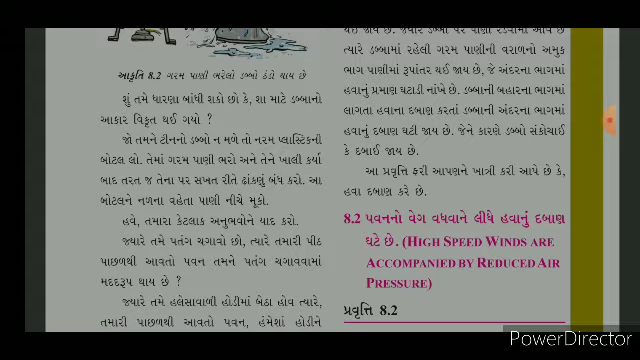 આકૃતિ 8.2 ગરમ પાણી ભરેલો ડબ્બો ઠંડો થાય છે
શું તમે ધારણા બાંધી શકો છો કે, શા માટે ડબ્બાનો
આકાર વિકૃત થઈ ગયો ?
જો તમને ટીનનો ડબ્બો ન મળે તો નરમ પ્લાસ્ટિકની
બોટલ લો. તેમાં ગરમ પાણી ભરો અને તેને ખાલી કર્યા
બાદ તરત જ તેના પર સખત રીતે ઢાંકણું બંધ કરો. આ
બોટલને નળના વહેતા પાણી નીચે મૂકો.
હવે, તમારા કેટલાક અનુભવોને યાદ કરો.
જ્યારે તમે પતંગ ચગાવો છો, ત્યારે તમારી પીઠ
પાછળથી આવતો પવન તમને પતંગ ચગાવવામાં
મદદરૂપ થાય છે ?
જ્યારે તમે હલેસાવાળી હોડીમાં બેઠા હોવ ત્યારે,
તમારી પાછળથી આવતો પવન, હંમેશાં હોડીને
થઈ જાય છે. જ્યારે ડબ્બા પર પાણી રેડવામાં આવે છે
ત્યારે ડબ્બામાં રહેલી ગરમ પાણીની વરાળનો અમુક
ભાગ પાણીમાં રૂપાંતર થઈ જાય છે, જે અંદરના ભાગમાં
હવાનું પ્રમાણ ઘટાડી નાંખે છે. ડબ્બાની બહારના ભાગમાં
લાગતા હવાના દબાણ કરતાં ડબ્બાની અંદરના ભાગમાં
હવાનું દબાણ ઘટી જાય છે. જેને કારણે ડબ્બો સંકોચાઈ
કે દબાઈ જાય છે.
આ પ્રવૃત્તિ ફરી આપણને ખાત્રી કરી આપે છે કે,
હવા દબાણ કરે છે.
8.2 પવનનો વેગ વધવાને લીધે હવાનું દબાણ
ઘટે છે. (HIGH SPEED WINDS ARE
ACCOMPANIED BY REDUCED AIR
PRESSURE)
પ્રવૃત્તિ 8.2
PowerDirector